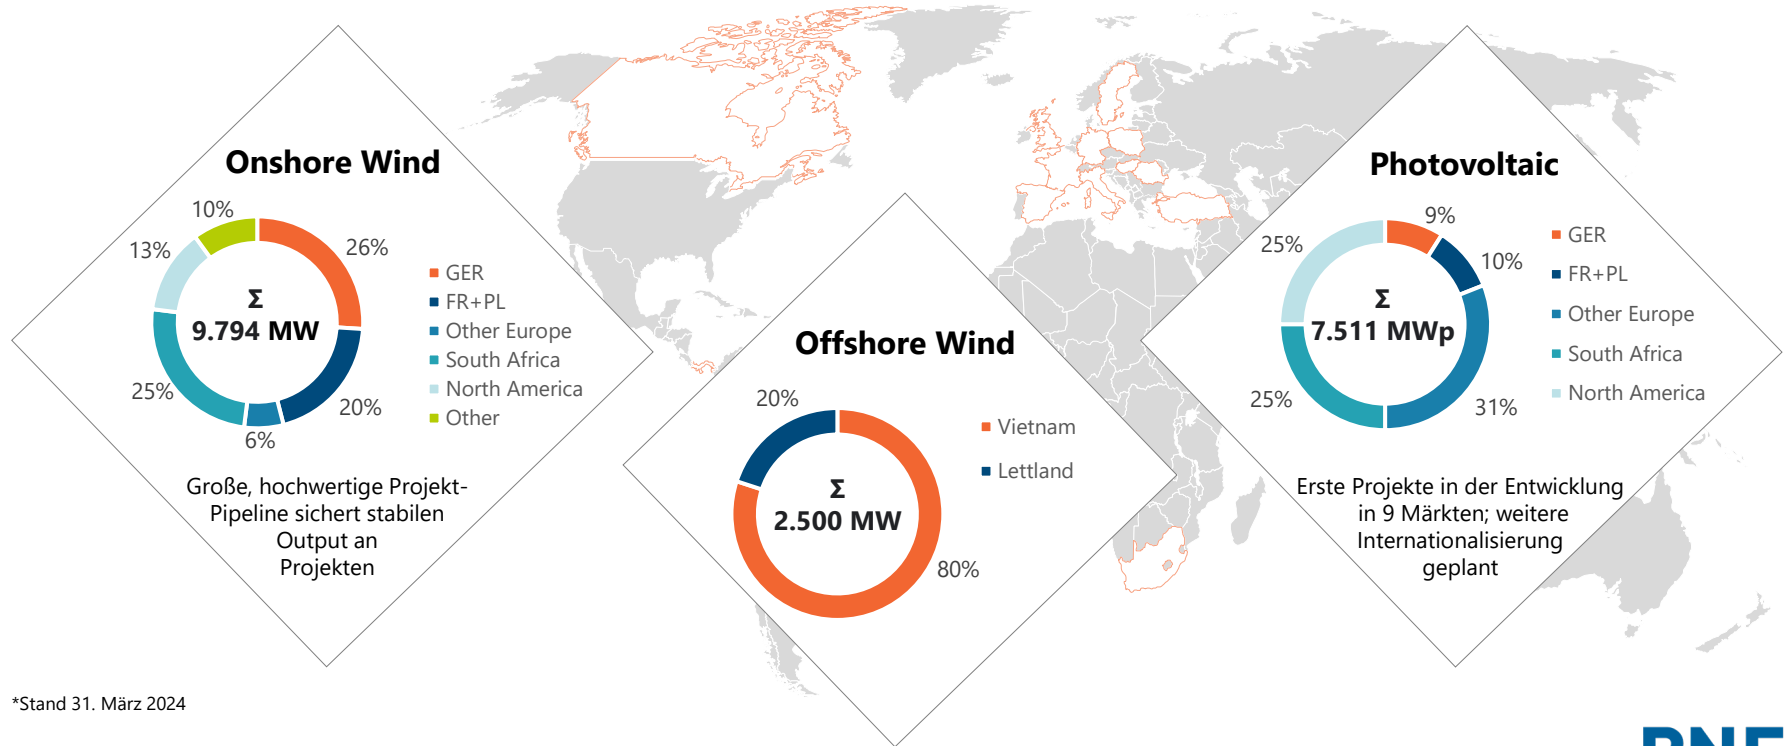 Onshore Wind
10%
26%
13%
25%
6%
20%
Σ
9.794 MW
GER
FR+PL
Other Europe
South Africa
North America
Other
Große, hochwertige Projekt-
Pipeline sichert stabilen
Output an
Projekten
Offshore Wind
20%
80%
Σ
2.500 MW
Vietnam
Lettland
Photovoltaic
9%
25%
10%
25%
31%
Σ
7.511 MWp
GER
FR+PL
Other Europe
South Africa
North America
Erste Projekte in der Entwicklung
in 9 Märkten; weitere
Internationalisierung
geplant
*Stand 31. März 2024
PNE